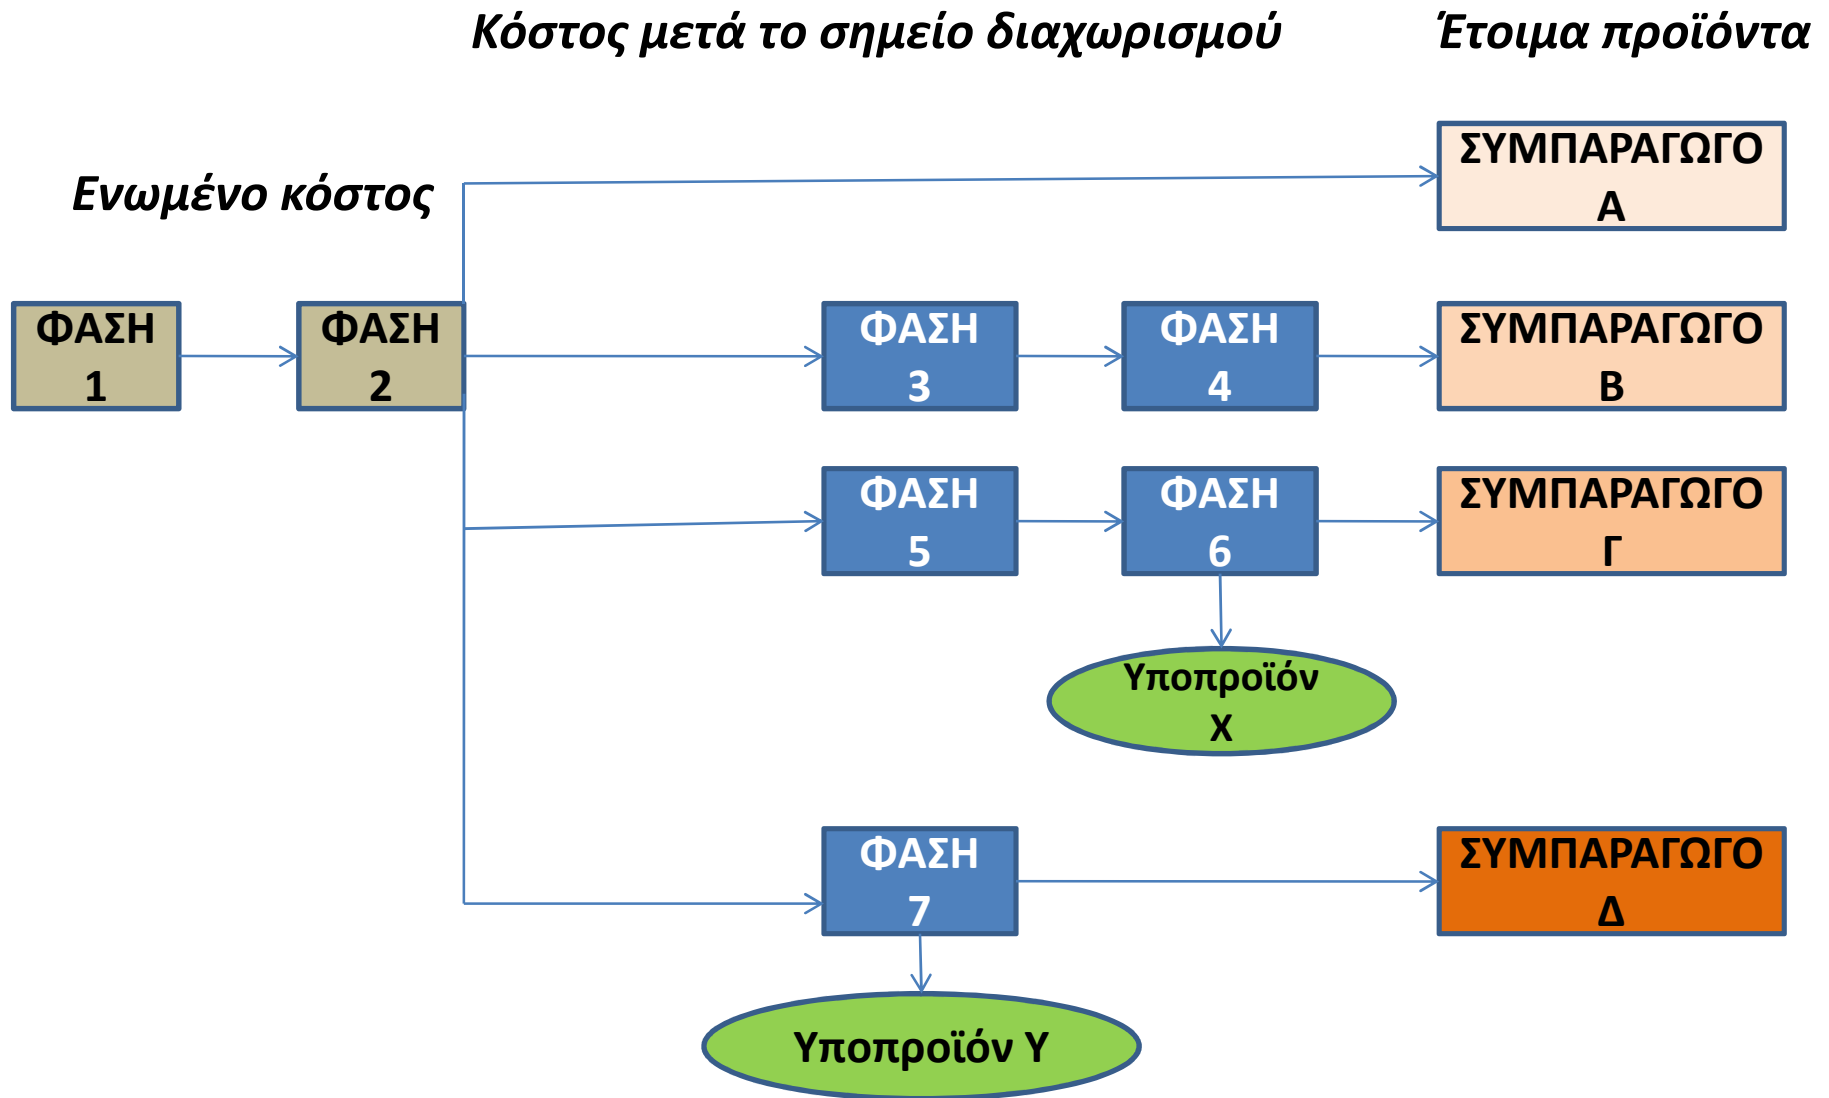 Κόστος μετά το σημείο διαχωρισμού
Έτοιμα προϊόντα
Ενωμένο κόστος
ΣΥΜΠΑΡΑΓΩΓΟ
Α
ΦΑΣΗ
1
ΦΑΣΗ
2
ΦΑΣΗ
3
ΦΑΣΗ
4
ΣΥΜΠΑΡΑΓΩΓΟ
Β
ΦΑΣΗ
5
ΦΑΣΗ
6
ΣΥΜΠΑΡΑΓΩΓΟ
Γ
Υποπροϊόν
Χ
ΦΑΣΗ
7
ΣΥΜΠΑΡΑΓΩΓΟ
Δ
Υποπροϊόν Υ